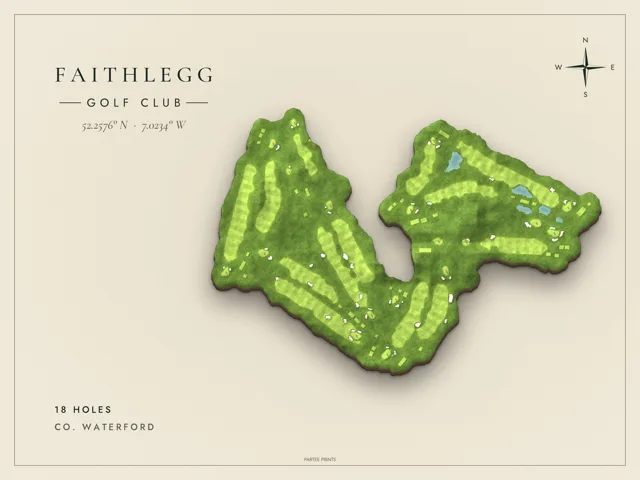 FAITHLEGG
GOLF CLUB
52.2576° N · 7.0234° W
N
W E
S
18 HOLES
CO. WATERFORD
PARTEE PRINTS